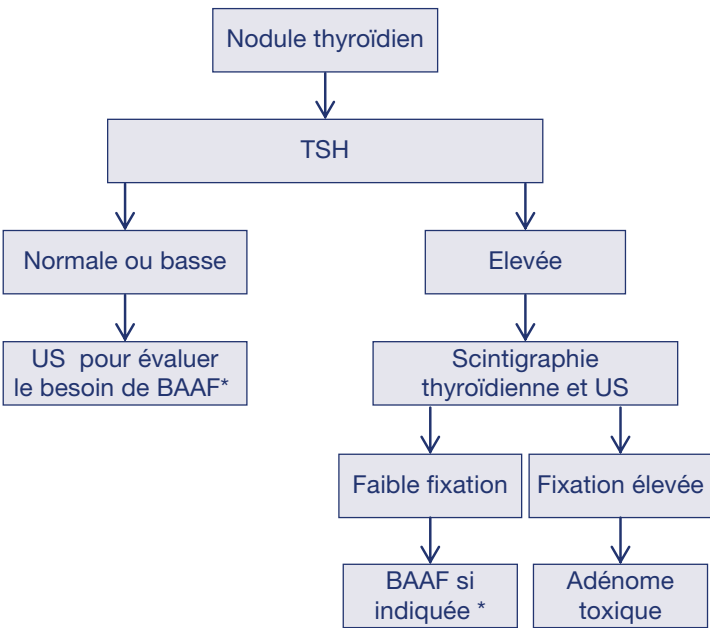 Nodule thyroïdien
TSH
Normale ou basse
Elevée
US pour évaluer
le besoin de BAAF*
Scintigraphie
thyroïdienne et US
Faible fixation
Fixation élevée
BAAF si
indiquée *
Adénome
toxique